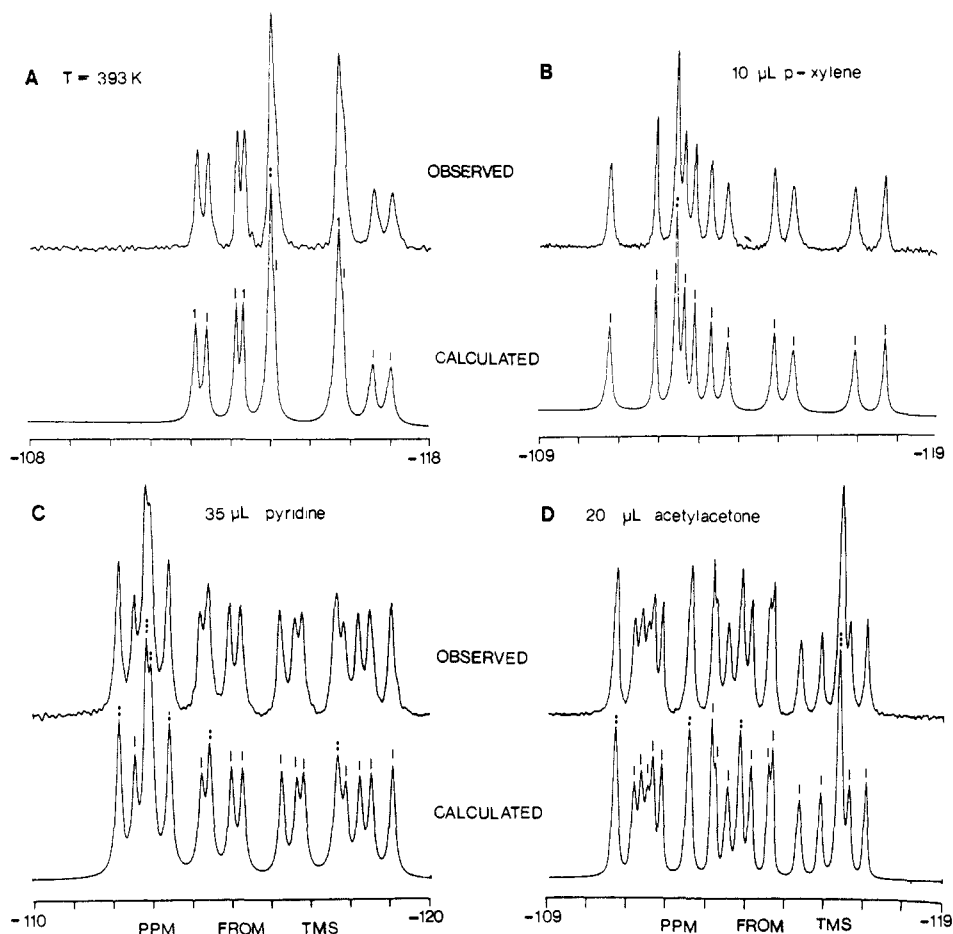 A T = 393 K
B 10 µL p-xylene
OBSERVED
CALCULATED
-108 -118
-109 -119
C 35 µL pyridine
D 20 µL acetylacetone
OBSERVED
CALCULATED
-110 -120
-109 -119
PPM FROM TMS
PPM FROM TMS